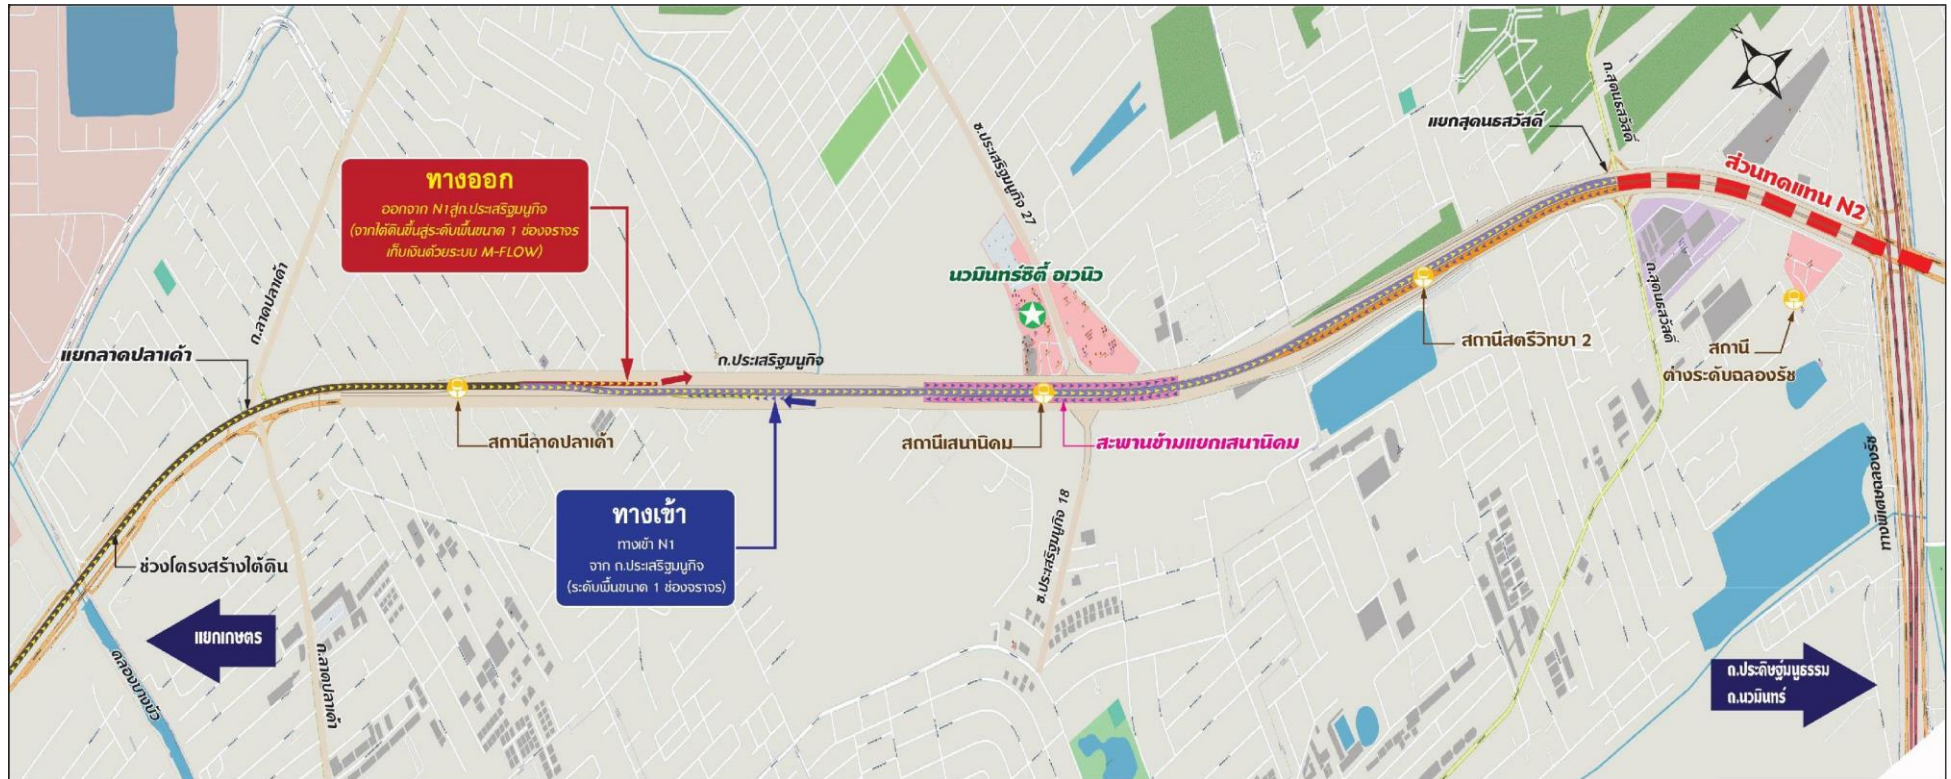 N
ถ.สุคนธสวัสดิ์
แยกสุคนธสวัสดิ์
ส่วนทดแทน N2
ซ.ประเสริฐมนูกิจ 27
ทางออก
ออกจาก N1สู่ถ.ประเสริฐมนูกิจ
(จากใต้ดินขึ้นสู่ระดับพื้นขนาด 1 ช่องจราจร
เก็บเงินด้วยระบบ M-FLOW)
นวมินทร์ซิตี้ อเวนิว
ถ.ลาดปลาเค้า
ถ.สุคนธสวัสดิ์
แยกลาดปลาเค้า
ถ.ประเสริฐมนูกิจ
สถานีสตรีวิทยา 2
สถานี
ต่างระดับฉลองรัช
สถานีลาดปลาเค้า
สถานีเสนานิคม
สะพานข้ามแยกเสนานิคม
ทางพิเศษฉลองรัช
ทางเข้า
ทางเข้า N1
จาก ถ.ประเสริฐมนูกิจ
(ระดับพื้นขนาด 1 ช่องจราจร)
ซ.ประเสริฐมนูกิจ 18
ช่วงโครงสร้างใต้ดิน
แยกเกษตร
คลองบางบัว
ถ.ลาดปลาเค้า
ถ.ประดิษฐ์มนูธรรม
ถ.นวมินทร์